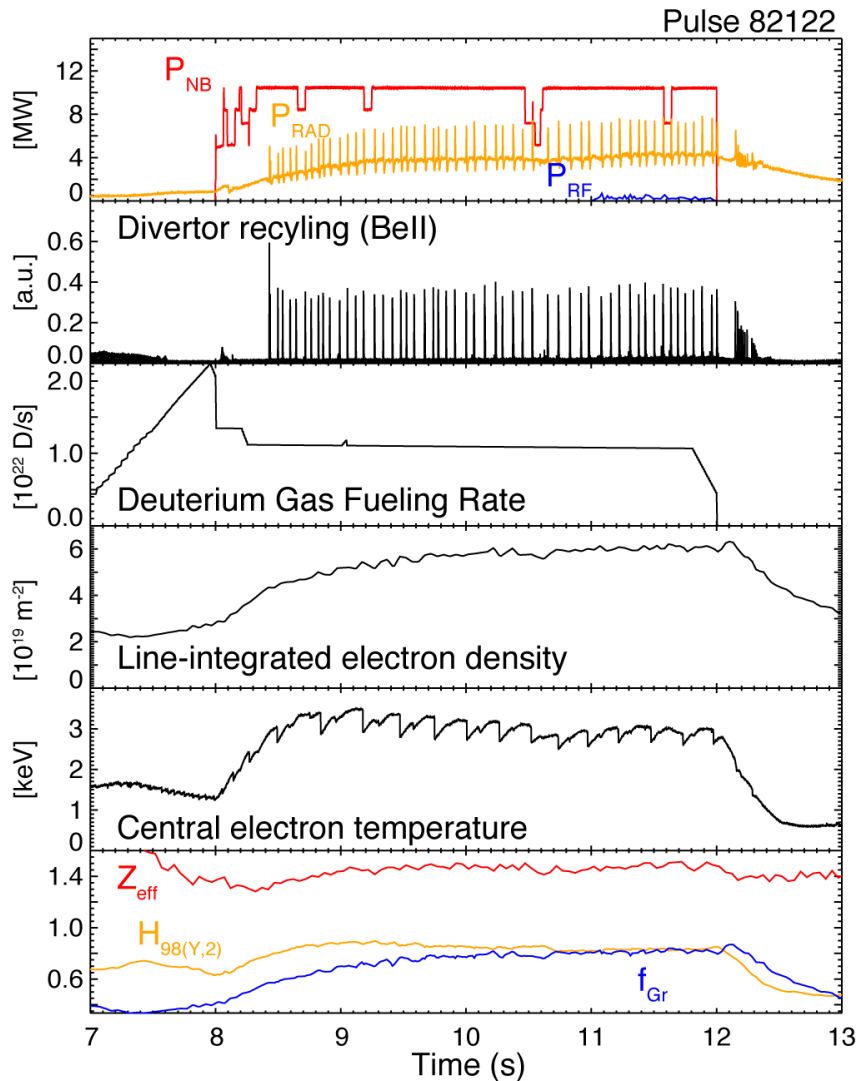 Pulse 82122
P_NB
12
8
4
0
[MW]
P_RAD
P_RF
Divertor recyling (BeII)
0.6
0.4
0.2
0.0
[a.u.]
2.0
1.0
0.0
[10^22 D/s]
Deuterium Gas Fueling Rate
6
4
2
0
[10^19 m^-2]
Line-integrated electron density
3
2
1
0
[keV]
Central electron temperature
1.4
1.0
0.6
Z_eff
H_98(Y,2)
f_Gr
7 8 9 10 11 12 13
Time (s)